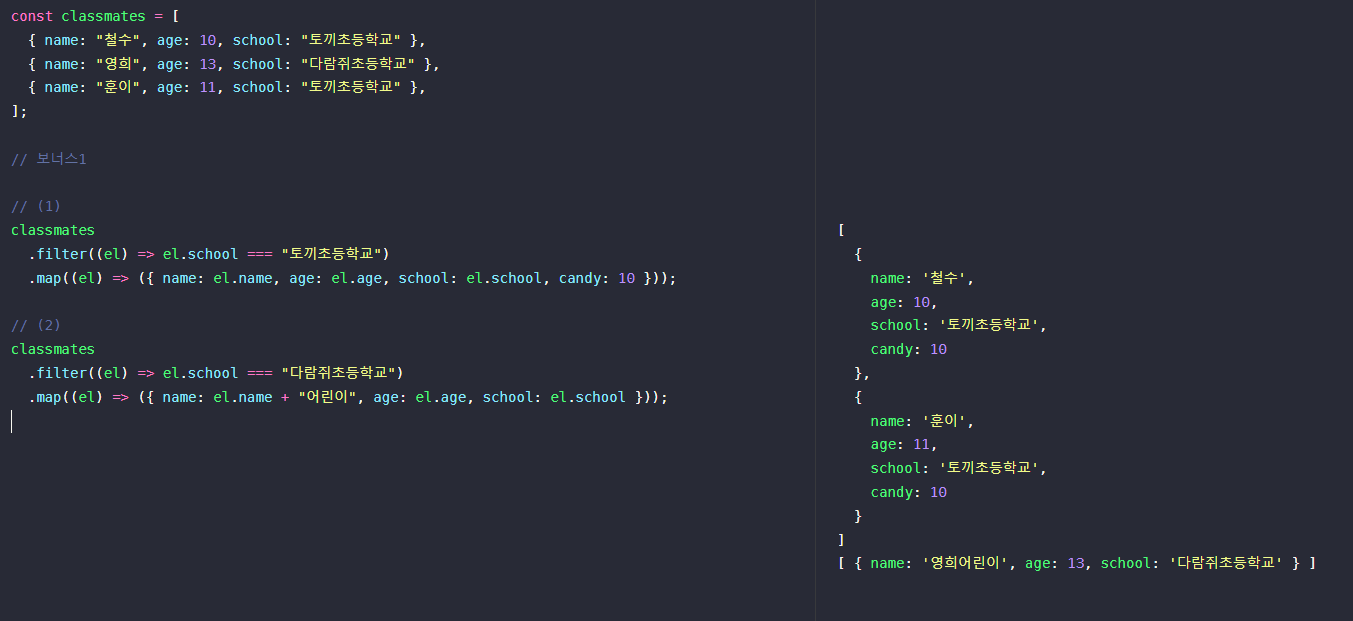 const classmates = [
  { name: "철수", age: 10, school: "토끼초등학교" },
  { name: "영희", age: 13, school: "다람쥐초등학교" },
  { name: "훈이", age: 11, school: "토끼초등학교" },
];
// 보너스1
// (1)
classmates
  .filter((el) => el.school === "토끼초등학교")
  .map((el) => ({ name: el.name, age: el.age, school: el.school, candy: 10 }));
// (2)
classmates
  .filter((el) => el.school === "다람쥐초등학교")
  .map((el) => ({ name: el.name + "어린이", age: el.age, school: el.school }));
[
  {
    name: '철수',
    age: 10,
    school: '토끼초등학교',
    candy: 10
  },
  {
    name: '훈이',
    age: 11,
    school: '토끼초등학교',
    candy: 10
  }
]
[ { name: '영희어린이', age: 13, school: '다람쥐초등학교' } ]